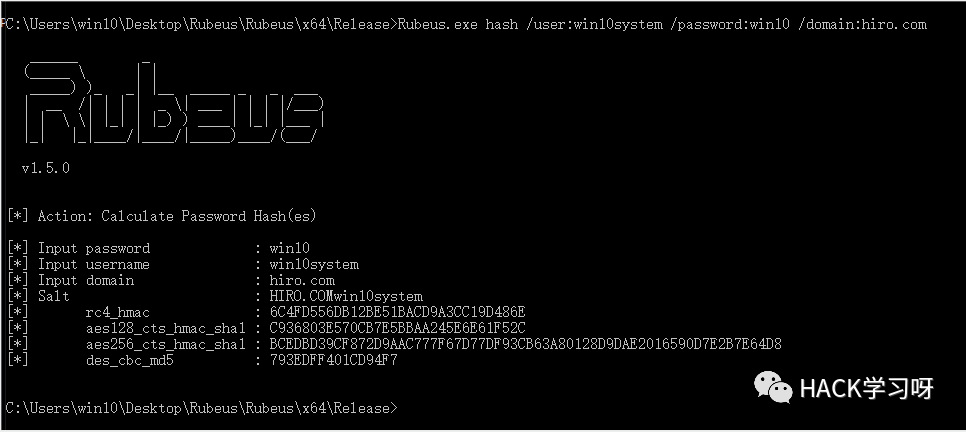 C:\Users\win10\Desktop\Rubeus\Rubeus\x64\Release>Rubeus.exe hash /user:win10system /password:win10 /domain:hiro.com
Rubeus
v1.5.0
[*] Action: Calculate Password Hash(es)
[*] Input password : win10
[*] Input username : win10system
[*] Input domain : hiro.com
[*] Salt : HIRO.COMwin10system
[*] rc4_hmac : 6C4FD556DB12BE51BACD9A3CC19D486E
[*] aes128_cts_hmac_sha1 : C936803E570CB7E5BBAA245E6E61F52C
[*] aes256_cts_hmac_sha1 : BCEDBD39CF872D9AAC777F67D77DF93CB63A80128D9DAE2016590D7E2B7E64D8
[*] des_cbc_md5 : 793EDFF401CD94F7
HACK学习呀
C:\Users\win10\Desktop\Rubeus\Rubeus\x64\Release>